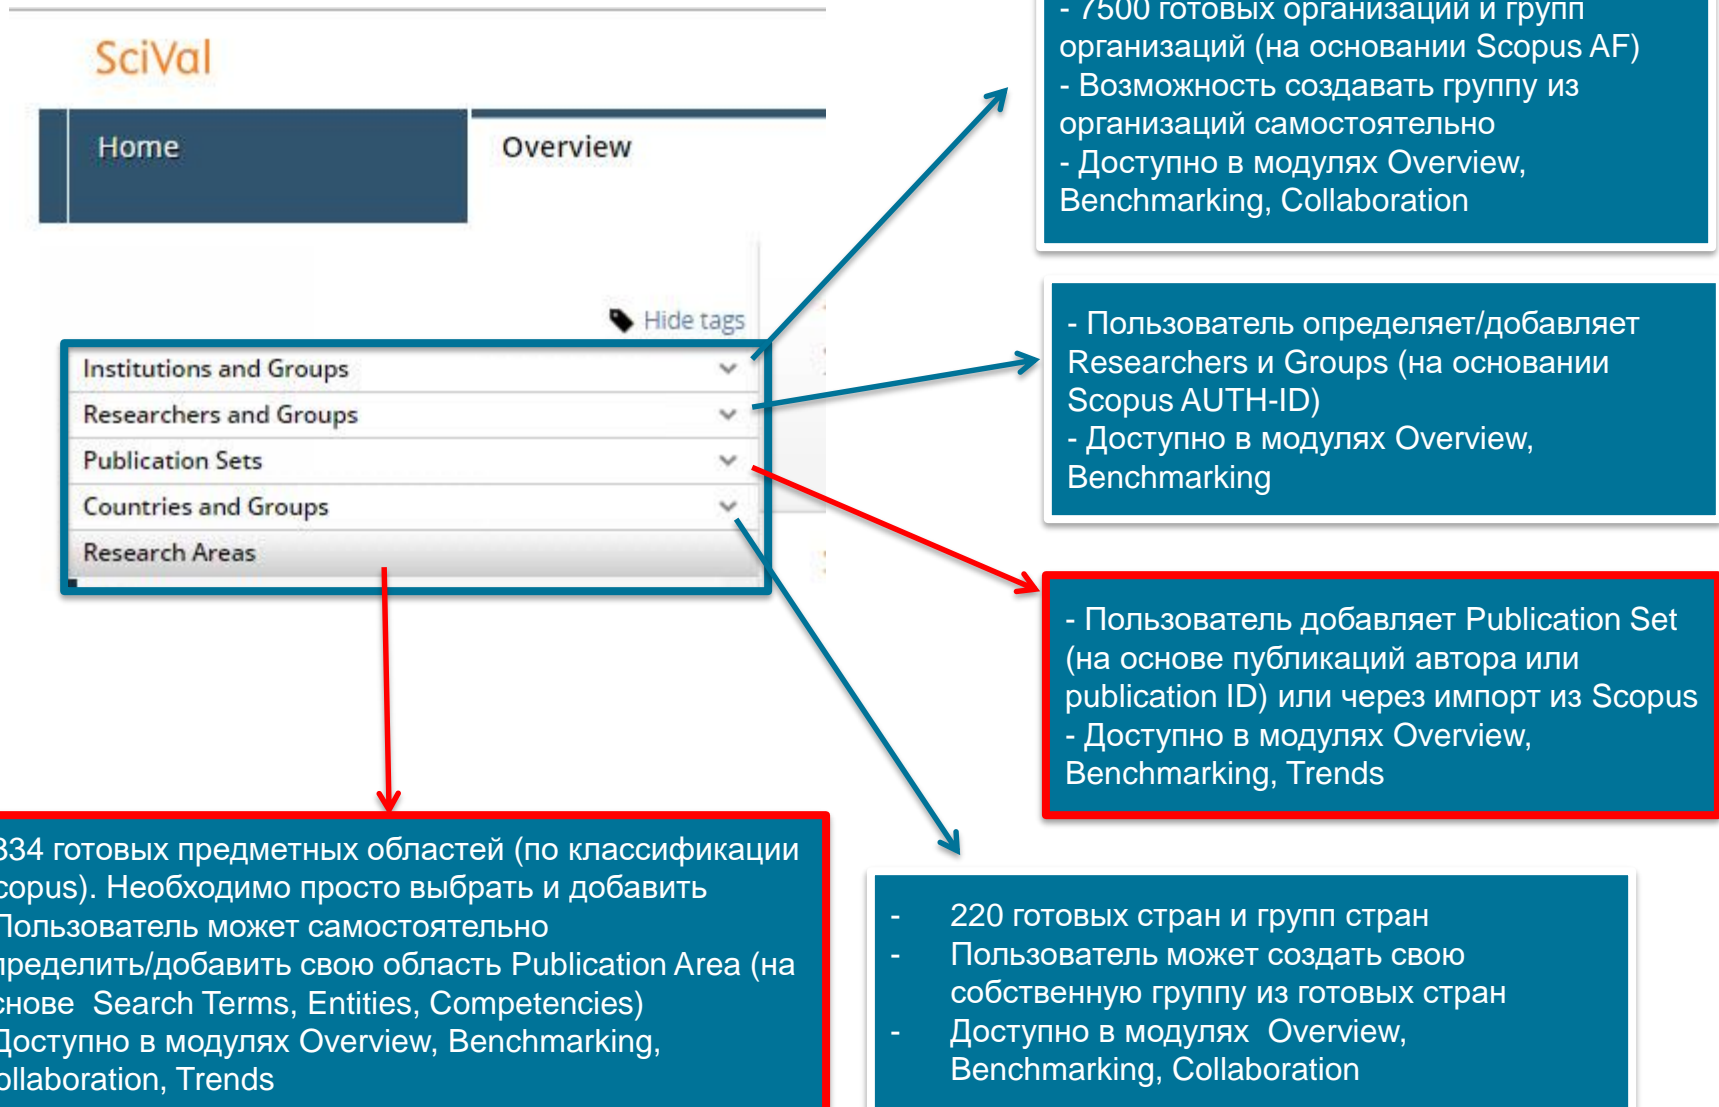 SciVal
Home
Overview
Hide tags
Institutions and Groups
Researchers and Groups
Publication Sets
Countries and Groups
Research Areas
- 7500 готовых организаций и групп
организаций (на основании Scopus AF)
- Возможность создавать группу из
организаций самостоятельно
- Доступно в модулях Overview,
Benchmarking, Collaboration
- Пользователь определяет/добавляет
Researchers и Groups (на основании
Scopus AUTH-ID)
- Доступно в модулях Overview,
Benchmarking
- Пользователь добавляет Publication Set
(на основе публикаций автора или
publication ID) или через импорт из Scopus
- Доступно в модулях Overview,
Benchmarking, Trends
334 готовых предметных областей (по классификации
copus). Необходимо просто выбрать и добавить
Пользователь может самостоятельно
пределить/добавить свою область Publication Area (на
снове Search Terms, Entities, Competencies)
Доступно в модулях Overview, Benchmarking,
ollaboration, Trends
- 220 готовых стран и групп стран
- Пользователь может создать свою
собственную группу из готовых стран
- Доступно в модулях Overview,
Benchmarking, Collaboration